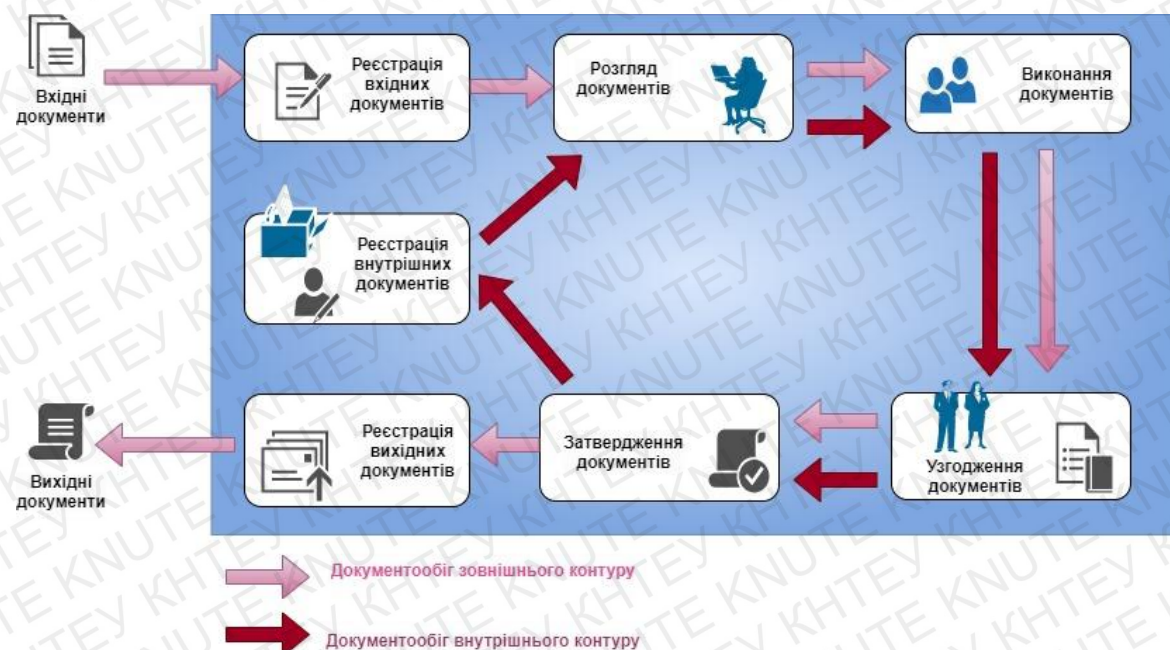 Вхідні
документи
Реєстрація
вхідних
документів
Розгляд
документів
Виконання
документів
Реєстрація
внутрішних
документів
Вихідні
документи
Реєстрація
вихідних
документів
Затвердження
документів
Узгодження
документів
Документообіг зовнішнього контуру
Документообіг внутрішнього контуру